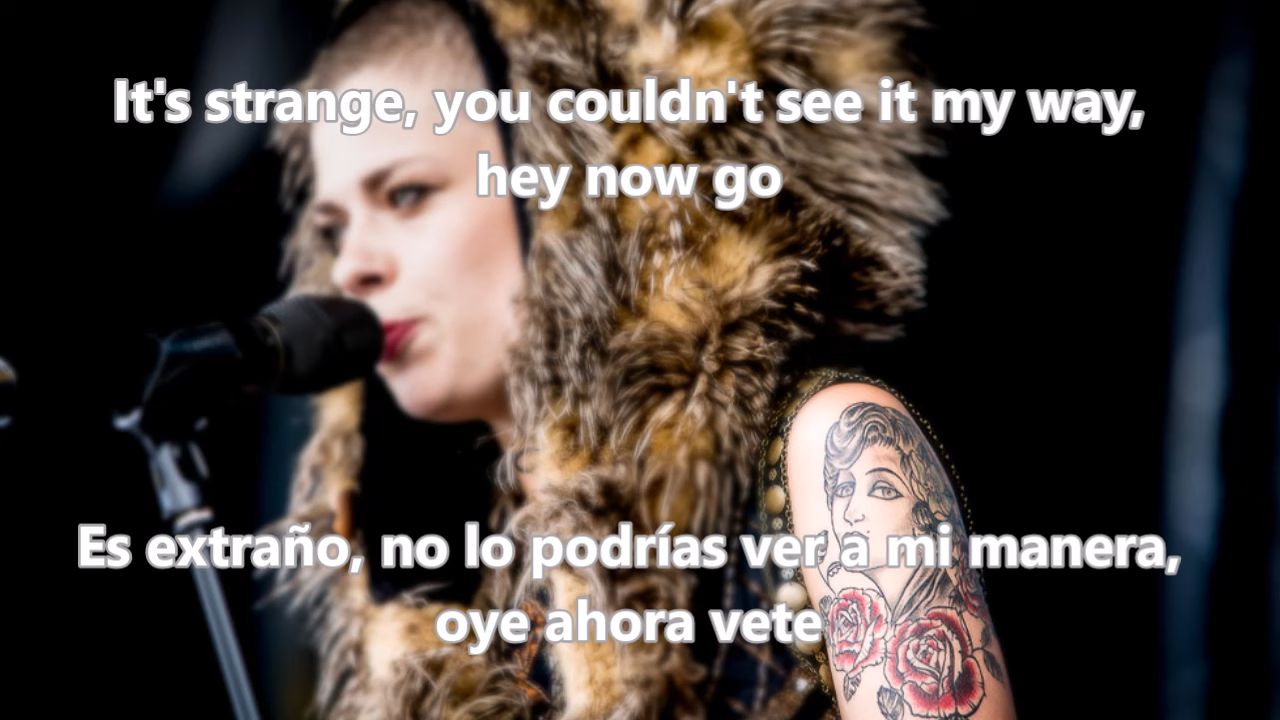 It's strange, you couldn't see it my way,
hey now go
Es extraño, no lo podrías ver a mi manera,
oye ahora vete